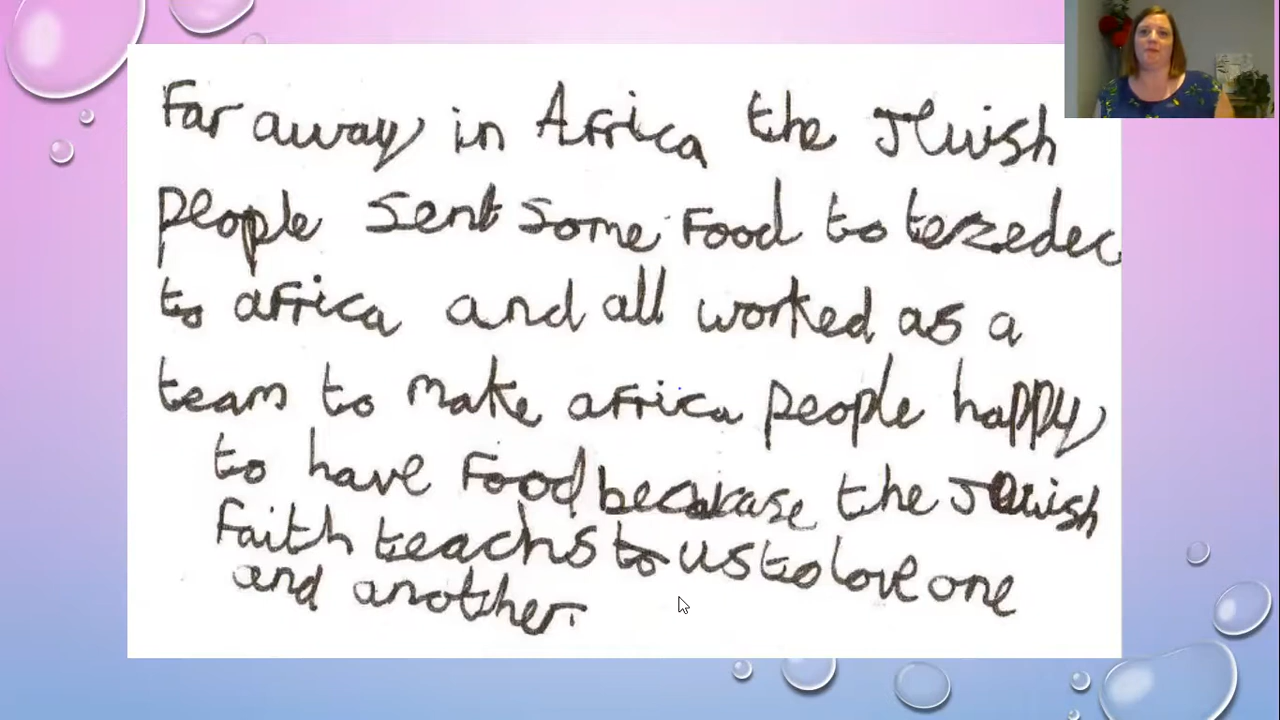 Far away in Africa the Jewish
people sent some Food to terzedec
to africa and all worked as a
team to make africa people happy
to have Food because the Jewish
Faith teachs to us to love one
and another.